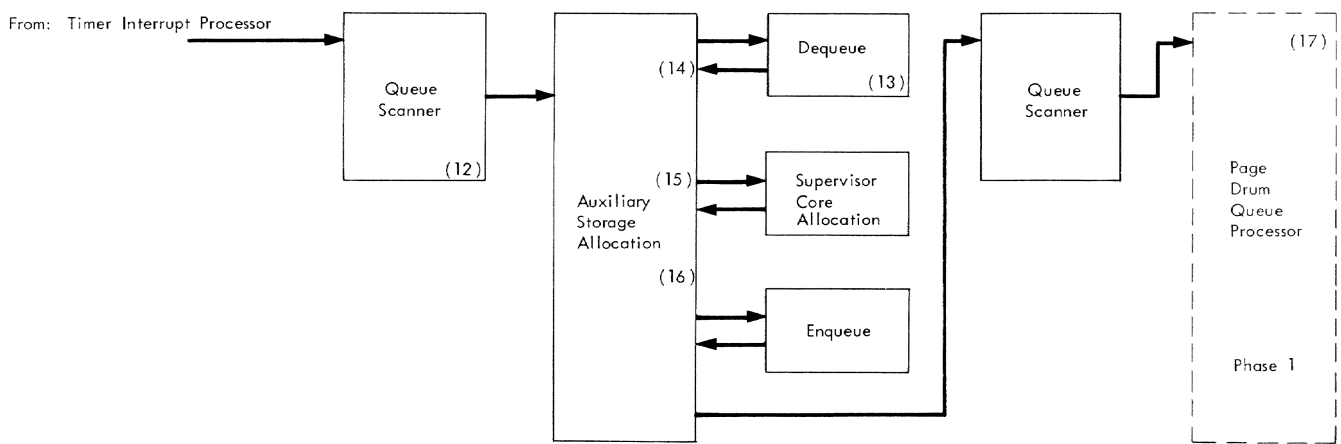 From: Timer Interrupt Processor
Queue
Scanner
(12)
Auxiliary
Storage
Allocation
(14)
(15)
(16)
Dequeue
(13)
Supervisor
Core
Allocation
Enqueue
Queue
Scanner
(17)
Page
Drum
Queue
Processor
Phase 1